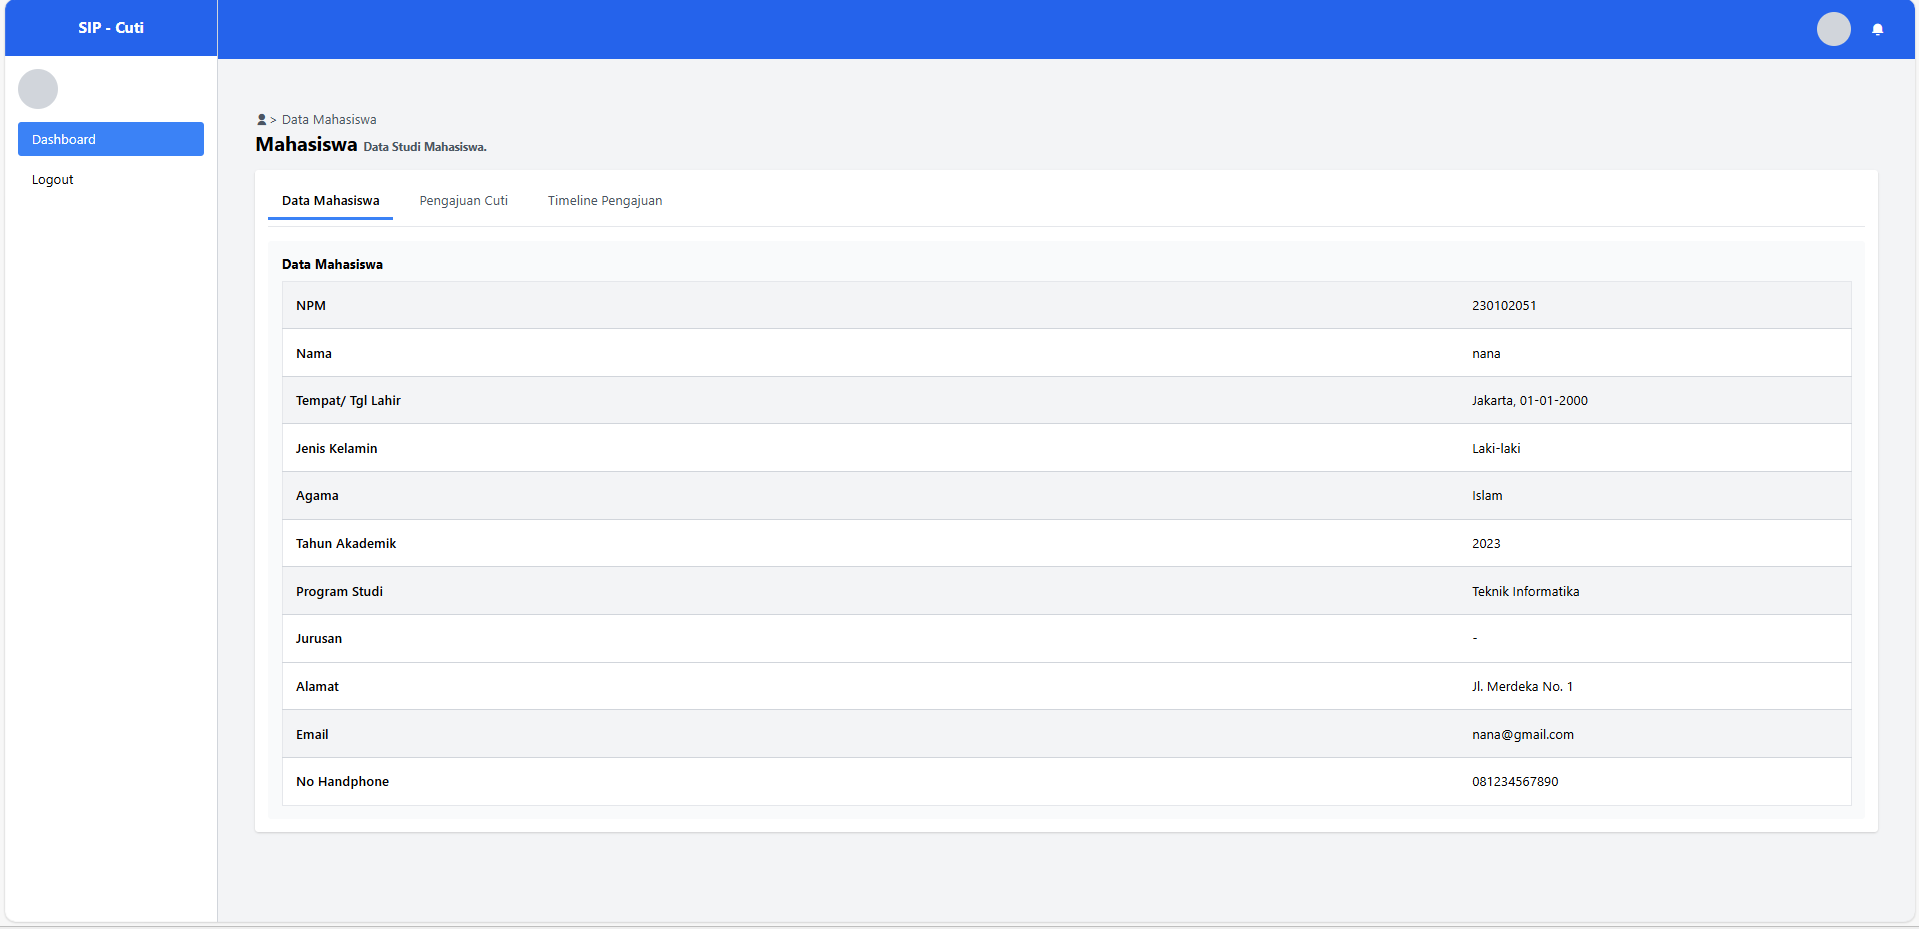 SIP - Cuti
Dashboard
Logout
> Data Mahasiswa
Mahasiswa Data Studi Mahasiswa.
Data Mahasiswa Pengajuan Cuti Timeline Pengajuan
Data Mahasiswa
NPM 230102051
Nama nana
Tempat/ Tgl Lahir Jakarta, 01-01-2000
Jenis Kelamin Laki-laki
Agama Islam
Tahun Akademik 2023
Program Studi Teknik Informatika
Jurusan -
Alamat Jl. Merdeka No. 1
Email nana@gmail.com
No Handphone 081234567890